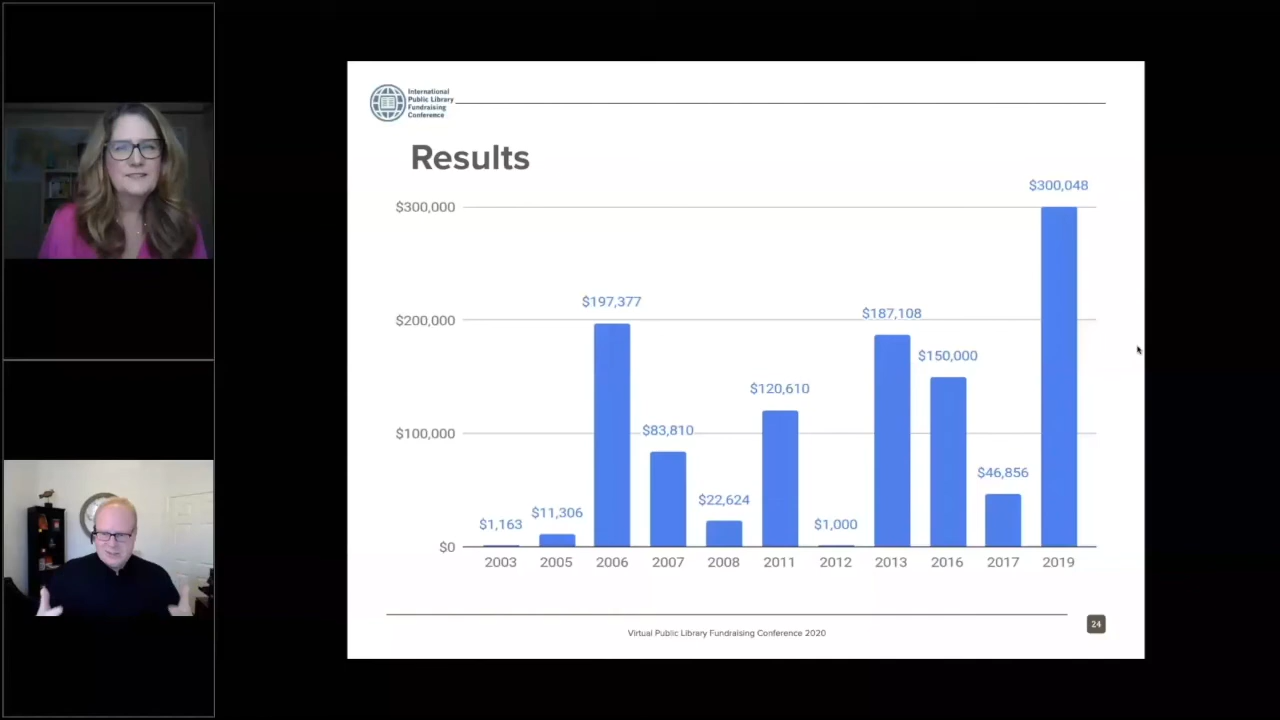 International
Public Library
Fundraising
Conference
Results
$300,048
$300,000
$197,377
$200,000
$187,108
$150,000
$120,610
$100,000
$83,810
$46,856
$22,624
$11,306
$1,163
$1,000
$0
2003 2005 2006 2007 2008 2011 2012 2013 2016 2017 2019
Virtual Public Library Fundraising Conference 2020
24